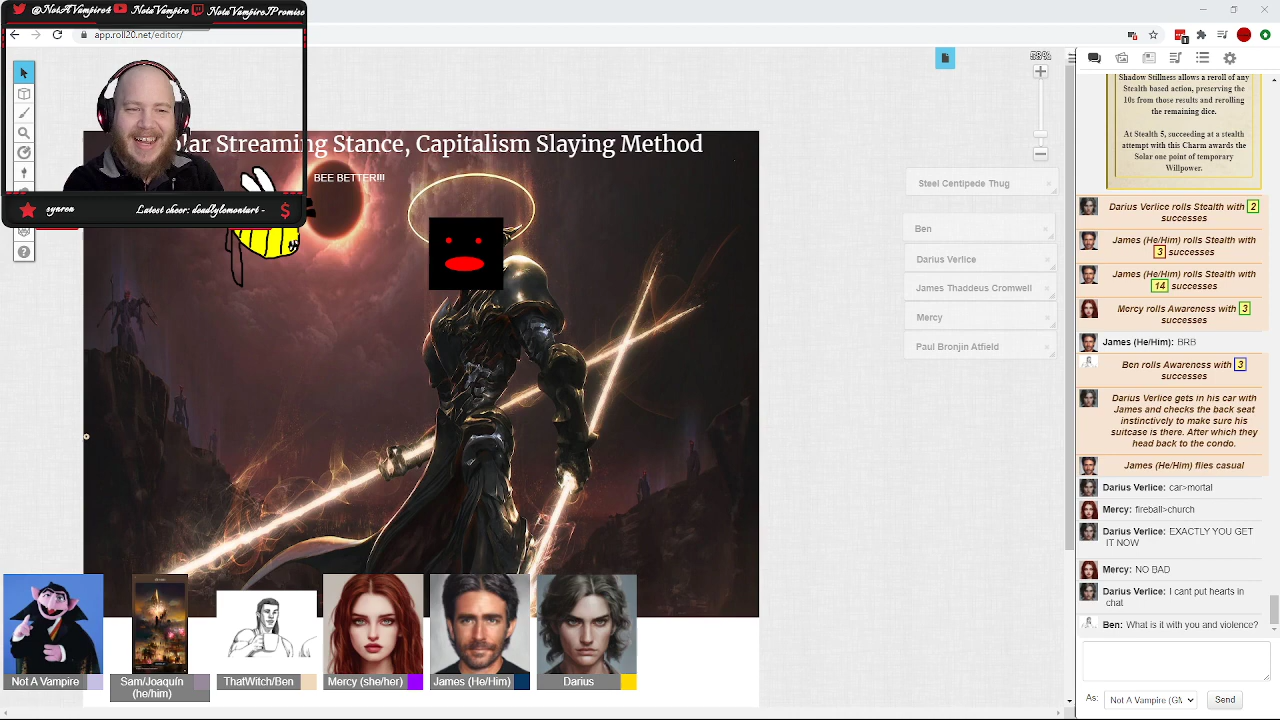 @NotAVampire4 NotAVampire NotAVampireIPromise
app.roll20.net/editor/
1
58%
Solar Streaming Stance, Capitalism Slaying Method
BEE BETTER!!!
synren Latest cheer: deadlylemontart - $
Steel Centipede Thug
Ben
Darius Verlice
James Thaddeus Cromwell
Mercy
Paul Bronjin Atfield
Shadow Stillness allows a reroll of any
Stealth based action, preserving the
10s from those results and rerolling
the remaining dice.
At Stealth 5, succeeding at a stealth
attempt with this Charm awards the
Solar one point of temporary
Willpower.
Darius Verlice rolls Stealth with 2
successes
James (He/Him) rolls Stealth with
3 successes
James (He/Him) rolls Stealth with
14 successes
Mercy rolls Awareness with 3
successes
James (He/Him): BRB
Ben rolls Awareness with 3
successes
Darius Verlice gets in his car with
James and checks the back seat
instinctively to make sure his
suitcase is there. After which they
head back to the condo.
James (He/Him) flies casual
Darius Verlice: car>mortal
Mercy: fireball>church
Darius Verlice: EXACTLY YOU GET
IT NOW
Mercy: NO BAD
Darius Verlice: I cant put hearts in
chat
Ben: What is it with you and violence?
As: Not A Vampire (GM Send
Not A Vampire
Sam/Joaquín
(he/him)
ThatWitch/Ben
Mercy (she/her)
James (He/Him)
Darius